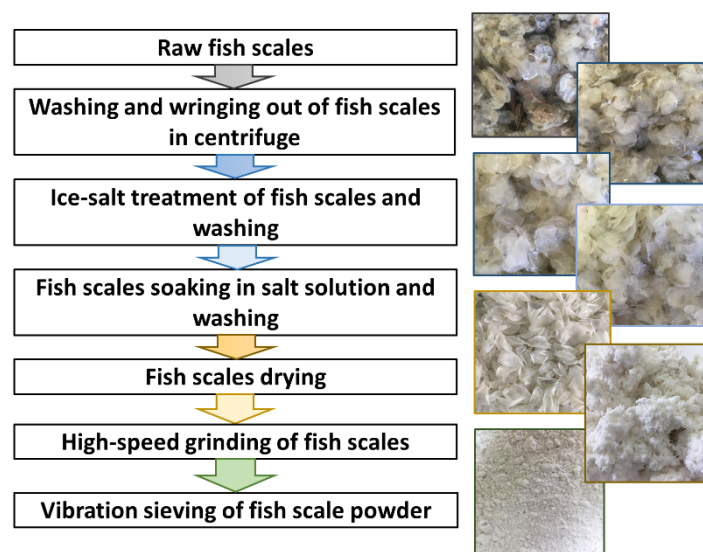 Raw fish scales
Washing and wringing out of fish scales
in centrifuge
Ice-salt treatment of fish scales and
washing
Fish scales soaking in salt solution and
washing
Fish scales drying
High-speed grinding of fish scales
Vibration sieving of fish scale powder